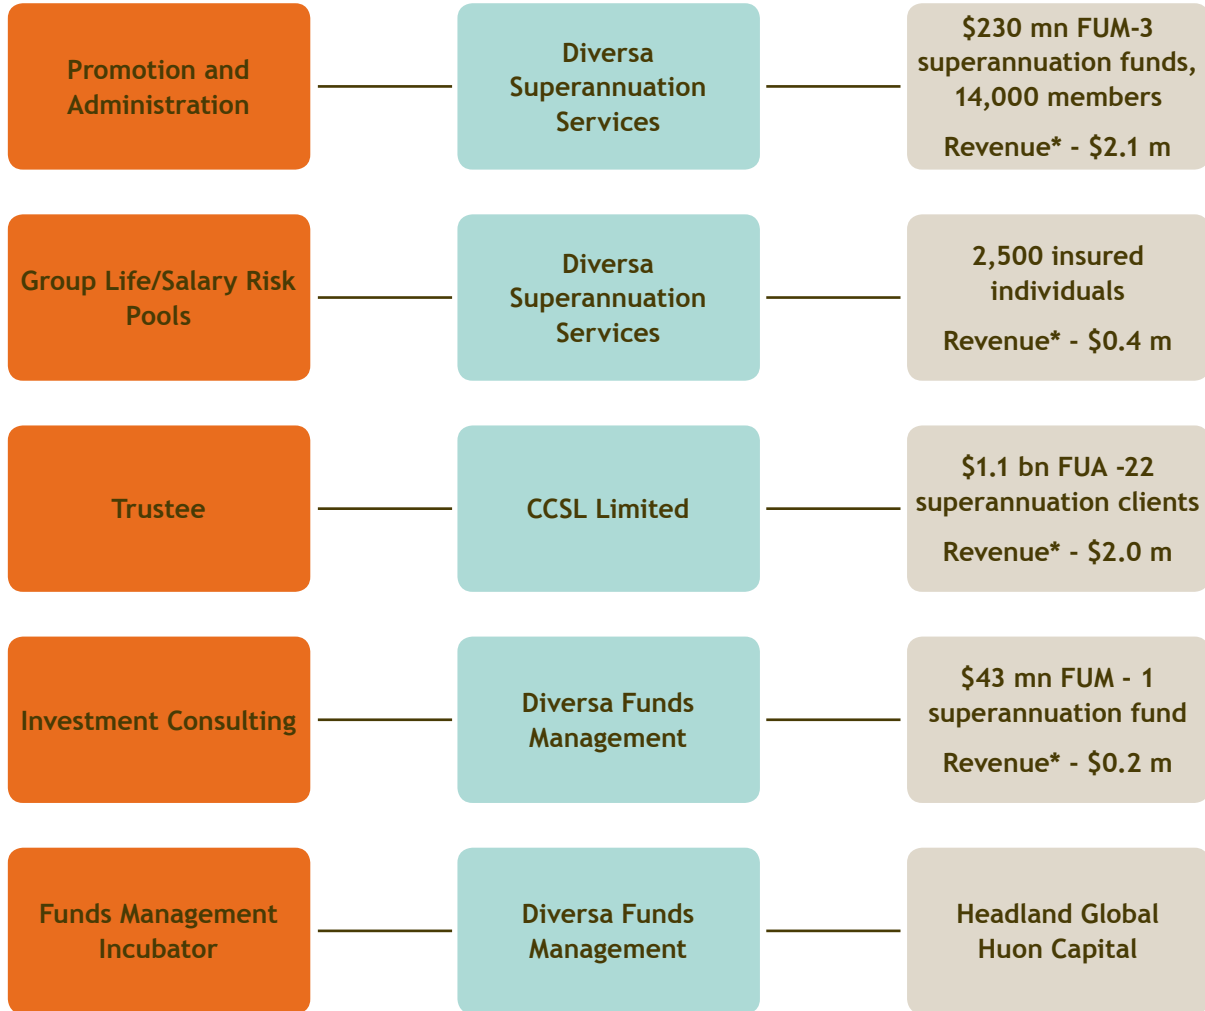 Promotion and
Administration
Diversa
Superannuation
Services
$230 mn FUM-3
superannuation funds,
14,000 members
Revenue* - $2.1 m
Group Life/Salary Risk
Pools
Diversa
Superannuation
Services
2,500 insured
individuals
Revenue* - $0.4 m
Trustee
CCSL Limited
$1.1 bn FUA -22
superannuation clients
Revenue* - $2.0 m
Investment Consulting
Diversa Funds
Management
$43 mn FUM - 1
superannuation fund
Revenue* - $0.2 m
Funds Management
Incubator
Diversa Funds
Management
Headland Global
Huon Capital